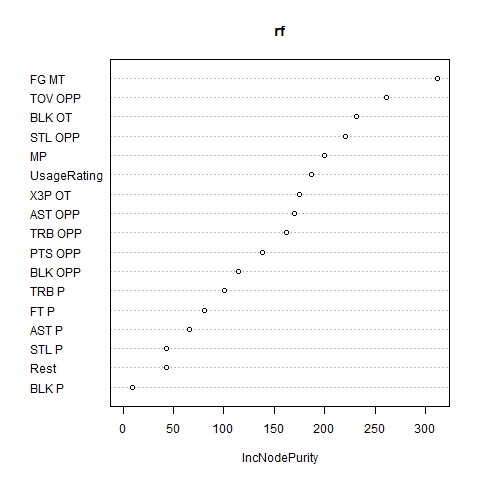 rf
FG MT
TOV OPP
BLK OT
STL OPP
MP
UsageRating
X3P OT
AST OPP
TRB OPP
PTS OPP
BLK OPP
TRB P
FT P
AST P
STL P
Rest
BLK P
0 50 100 150 200 250 300
IncNodePurity